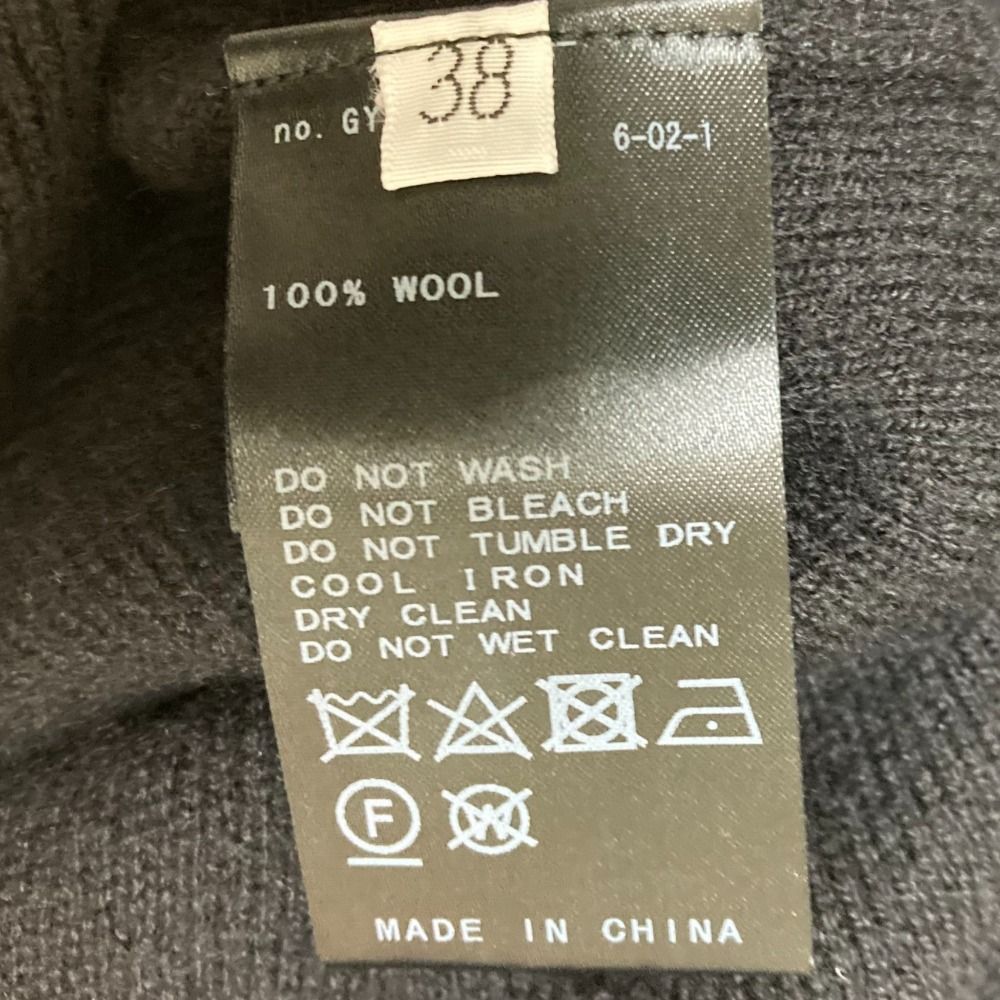 38
no. GY 6-02-1
100% WOOL
DO NOT WASH
DO NOT BLEACH
DO NOT TUMBLE DRY
COOL IRON
DRY CLEAN
DO NOT WET CLEAN
F W
MADE IN CHINA